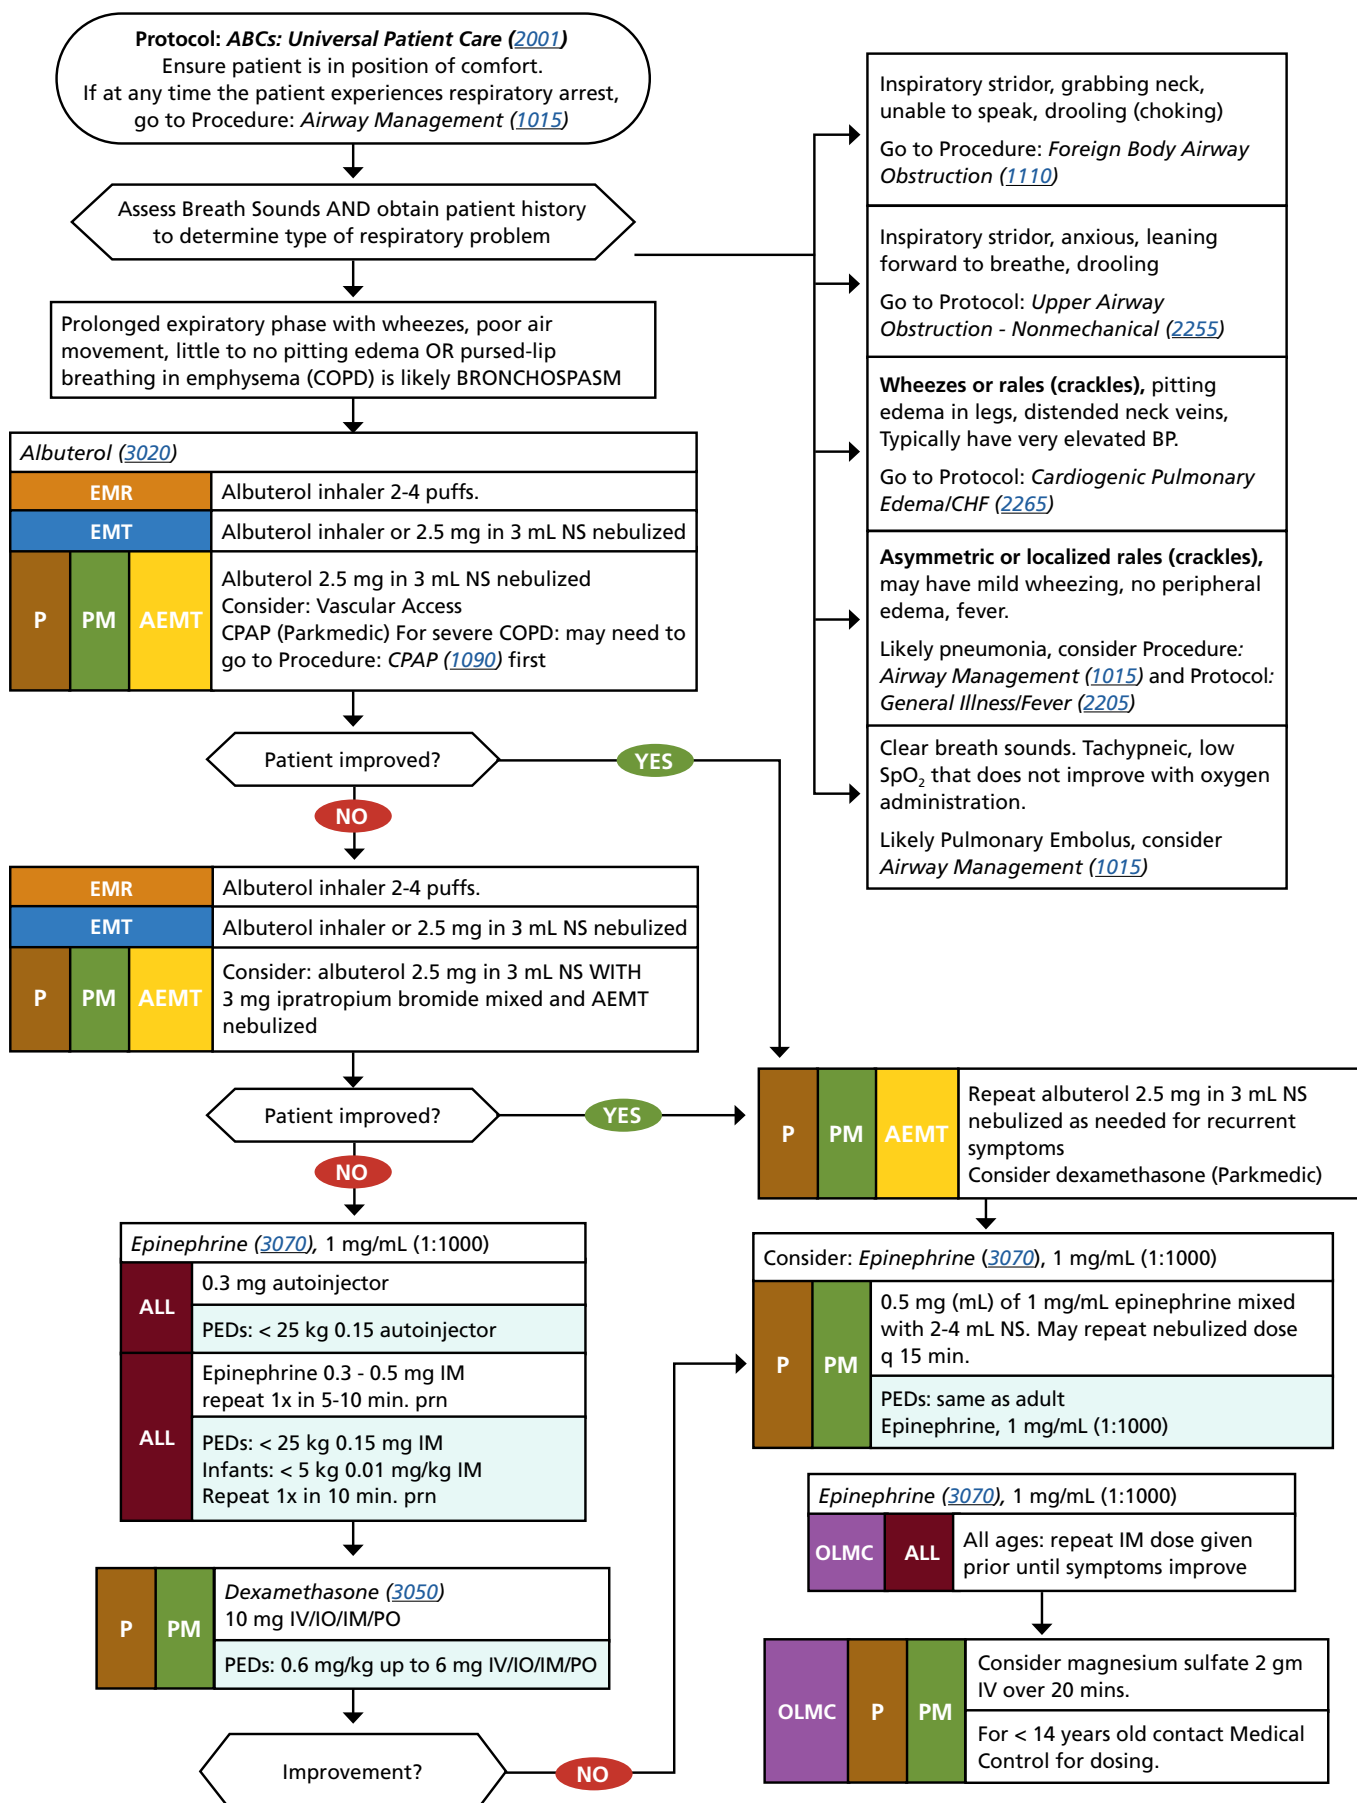 Protocol: ABCs: Universal Patient Care (2001)
Ensure patient is in position of comfort.
If at any time the patient experiences respiratory arrest,
go to Procedure: Airway Management (1015)
Assess Breath Sounds AND obtain patient history
to determine type of respiratory problem
Inspiratory stridor, grabbing neck,
unable to speak, drooling (choking)
Go to Procedure: Foreign Body Airway
Obstruction (1110)
Inspiratory stridor, anxious, leaning
forward to breathe, drooling
Go to Protocol: Upper Airway
Obstruction - Nonmechanical (2255)
Wheezes or rales (crackles), pitting
edema in legs, distended neck veins,
Typically have very elevated BP.
Go to Protocol: Cardiogenic Pulmonary
Edema/CHF (2265)
Asymmetric or localized rales (crackles),
may have mild wheezing, no peripheral
edema, fever.
Likely pneumonia, consider Procedure:
Airway Management (1015) and Protocol:
General Illness/Fever (2205)
Clear breath sounds. Tachypneic, low
SpO2 that does not improve with oxygen
administration.
Likely Pulmonary Embolus, consider
Airway Management (1015)
Prolonged expiratory phase with wheezes, poor air
movement, little to no pitting edema OR pursed-lip
breathing in emphysema (COPD) is likely BRONCHOSPASM
Albuterol (3020)
EMR
Albuterol inhaler 2-4 puffs.
EMT
Albuterol inhaler or 2.5 mg in 3 mL NS nebulized
P
PM
AEMT
Albuterol 2.5 mg in 3 mL NS nebulized
Consider: Vascular Access
CPAP (Parkmedic) For severe COPD: may need to
go to Procedure: CPAP (1090) first
Patient improved?
YES
NO
EMR
Albuterol inhaler 2-4 puffs.
EMT
Albuterol inhaler or 2.5 mg in 3 mL NS nebulized
P
PM
AEMT
Consider: albuterol 2.5 mg in 3 mL NS WITH
3 mg ipratropium bromide mixed and AEMT
nebulized
Patient improved?
YES
NO
P
PM
AEMT
Repeat albuterol 2.5 mg in 3 mL NS
nebulized as needed for recurrent
symptoms
Consider dexamethasone (Parkmedic)
Epinephrine (3070), 1 mg/mL (1:1000)
ALL
0.3 mg autoinjector
PEDs: < 25 kg 0.15 autoinjector
ALL
Epinephrine 0.3 - 0.5 mg IM
repeat 1x in 5-10 min. prn
PEDs: < 25 kg 0.15 mg IM
Infants: < 5 kg 0.01 mg/kg IM
Repeat 1x in 10 min. prn
P
PM
Dexamethasone (3050)
10 mg IV/IO/IM/PO
PEDs: 0.6 mg/kg up to 6 mg IV/IO/IM/PO
Improvement?
NO
Consider: Epinephrine (3070), 1 mg/mL (1:1000)
P
PM
0.5 mg (mL) of 1 mg/mL epinephrine mixed
with 2-4 mL NS. May repeat nebulized dose
q 15 min.
PEDs: same as adult
Epinephrine, 1 mg/mL (1:1000)
Epinephrine (3070), 1 mg/mL (1:1000)
OLMC
ALL
All ages: repeat IM dose given
prior until symptoms improve
OLMC
P
PM
Consider magnesium sulfate 2 gm
IV over 20 mins.
For < 14 years old contact Medical
Control for dosing.